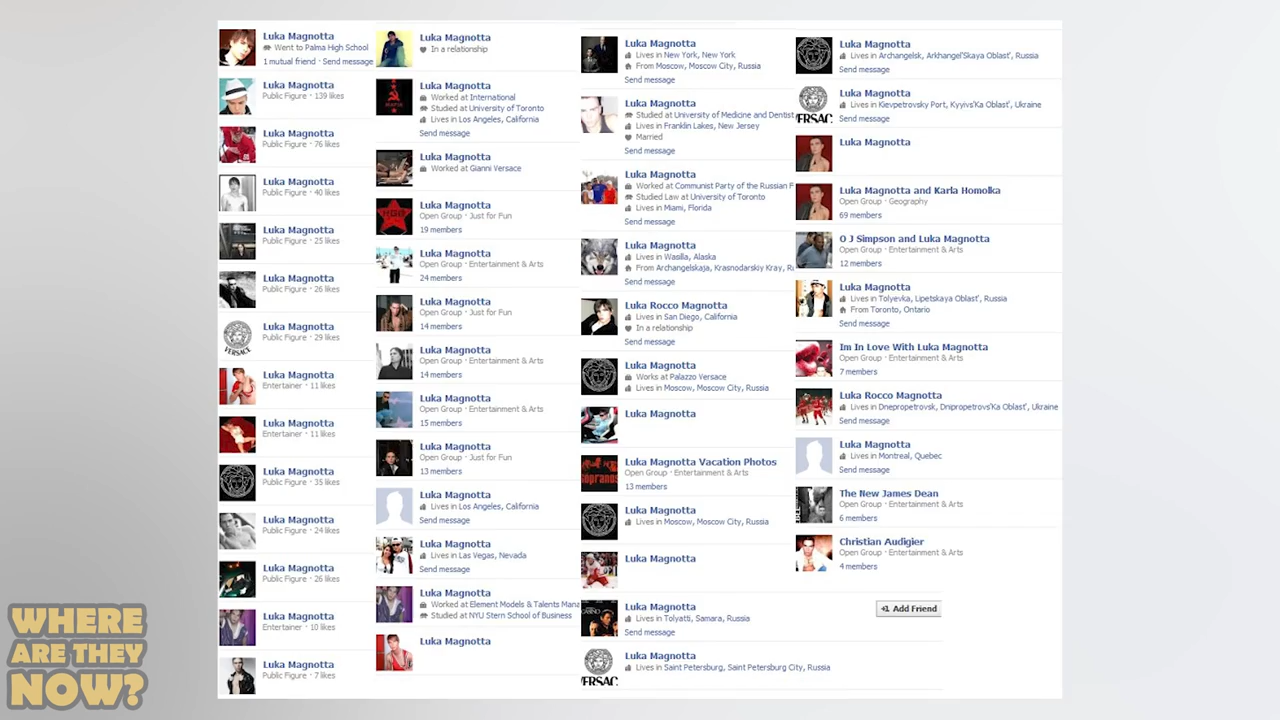 Luka Magnotta
Went to Palma High School
1 mutual friend · Send message
Luka Magnotta
Public Figure · 139 likes
Luka Magnotta
Public Figure · 76 likes
Luka Magnotta
Public Figure · 40 likes
Luka Magnotta
Public Figure · 25 likes
Luka Magnotta
Public Figure · 26 likes
Luka Magnotta
Public Figure · 29 likes
VERSACE
Luka Magnotta
Entertainer · 11 likes
Luka Magnotta
Entertainer · 11 likes
Luka Magnotta
Public Figure · 35 likes
Luka Magnotta
Public Figure · 24 likes
Luka Magnotta
Public Figure · 26 likes
Luka Magnotta
Entertainer · 10 likes
Luka Magnotta
Public Figure · 7 likes
Luka Magnotta
In a relationship
Luka Magnotta
Worked at International
Studied at University of Toronto
Lives in Los Angeles, California
Send message
MAFIA
Luka Magnotta
Worked at Gianni Versace
Luka Magnotta
Open Group · Just for Fun
19 members
Luka Magnotta
Open Group · Entertainment & Arts
24 members
Luka Magnotta
Open Group · Just for Fun
14 members
Luka Magnotta
Open Group · Entertainment & Arts
14 members
Luka Magnotta
Open Group · Entertainment & Arts
15 members
Luka Magnotta
Open Group · Just for Fun
13 members
Luka Magnotta
Lives in Los Angeles, California
Send message
Luka Magnotta
Lives in Las Vegas, Nevada
Send message
Luka Magnotta
Worked at Element Models & Talents Mana
Studied at NYU Stern School of Business
Luka Magnotta
Luka Magnotta
Lives in New York, New York
From Moscow, Moscow City, Russia
Send message
Luka Magnotta
Studied at University of Medicine and Dentist
Lives in Franklin Lakes, New Jersey
Married
Send message
Luka Magnotta
Worked at Communist Party of the Russian F
Studied Law at University of Toronto
Lives in Miami, Florida
Send message
Luka Magnotta
Lives in Wasilla, Alaska
From Archangelskaja, Krasnodarskiy Kray, R
Send message
Luka Rocco Magnotta
Lives in San Diego, California
In a relationship
Send message
Luka Magnotta
Works at Palazzo Versace
Lives in Moscow, Moscow City, Russia
Luka Magnotta
Luka Magnotta Vacation Photos
Open Group · Entertainment & Arts
13 members
Sopranos
Luka Magnotta
Lives in Moscow, Moscow City, Russia
Luka Magnotta
Luka Magnotta
Lives in Tolyatti, Samara, Russia
Send message
CASINO
Luka Magnotta
Lives in Saint Petersburg, Saint Petersburg City, Russia
VERSAC
Luka Magnotta
Lives in Archangelsk, Arkhangel'Skaya Oblast', Russia
Send message
Luka Magnotta
Lives in Kievpetrovsky Port, Kyyivs'Ka Oblast', Ukraine
Send message
VERSAC
Luka Magnotta
Luka Magnotta and Karla Homolka
Open Group · Geography
69 members
O J Simpson and Luka Magnotta
Open Group · Entertainment & Arts
12 members
Luka Magnotta
Lives in Tolyevka, Lipetskaya Oblast', Russia
From Toronto, Ontario
Send message
Im In Love With Luka Magnotta
Open Group · Entertainment & Arts
7 members
Luka Rocco Magnotta
Lives in Dnepropetrovsk, Dnipropetrovs'Ka Oblast', Ukraine
Send message
Luka Magnotta
Lives in Montreal, Quebec
Send message
The New James Dean
Open Group · Entertainment & Arts
6 members
Christian Audigier
Open Group · Entertainment & Arts
4 members
+1 Add Friend
WHERE
ARE THEY
NOW?